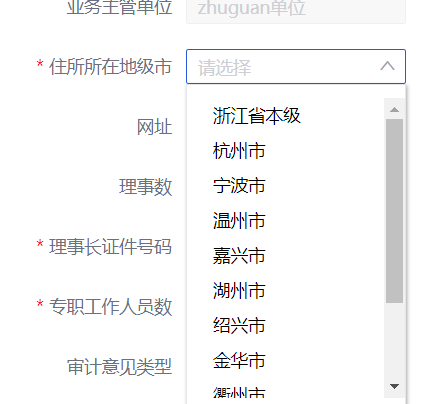 业务主管单位 zhuguan单位
* 住所所在地级市 请选择
浙江省本级
网址
杭州市
理事数
宁波市
温州市
* 理事长证件号码
嘉兴市
湖州市
* 专职工作人员数
绍兴市
审计意见类型
金华市
衢州市